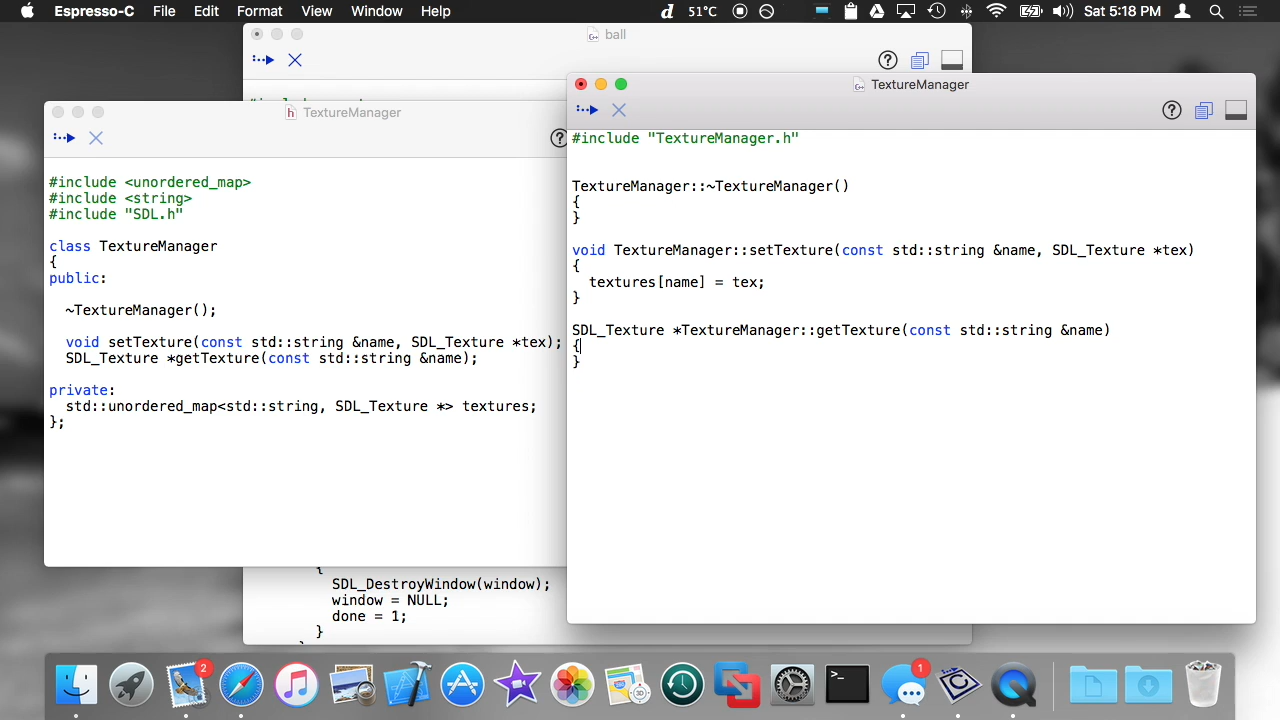 Espresso-C File Edit Format View Window Help
d 51°C Sat 5:18 PM
ball
TextureManager
h TextureManager
#include <unordered_map>
#include <string>
#include "SDL.h"
class TextureManager
{
public:
~TextureManager();
void setTexture(const std::string &name, SDL_Texture *tex);
SDL_Texture *getTexture(const std::string &name);
private:
std::unordered_map<std::string, SDL_Texture *> textures;
};
#include "TextureManager.h"
TextureManager::~TextureManager()
{
}
void TextureManager::setTexture(const std::string &name, SDL_Texture *tex)
{
textures[name] = tex;
}
SDL_Texture *TextureManager::getTexture(const std::string &name)
{
}
{
SDL_DestroyWindow(window);
window = NULL;
done = 1;
}
2
1